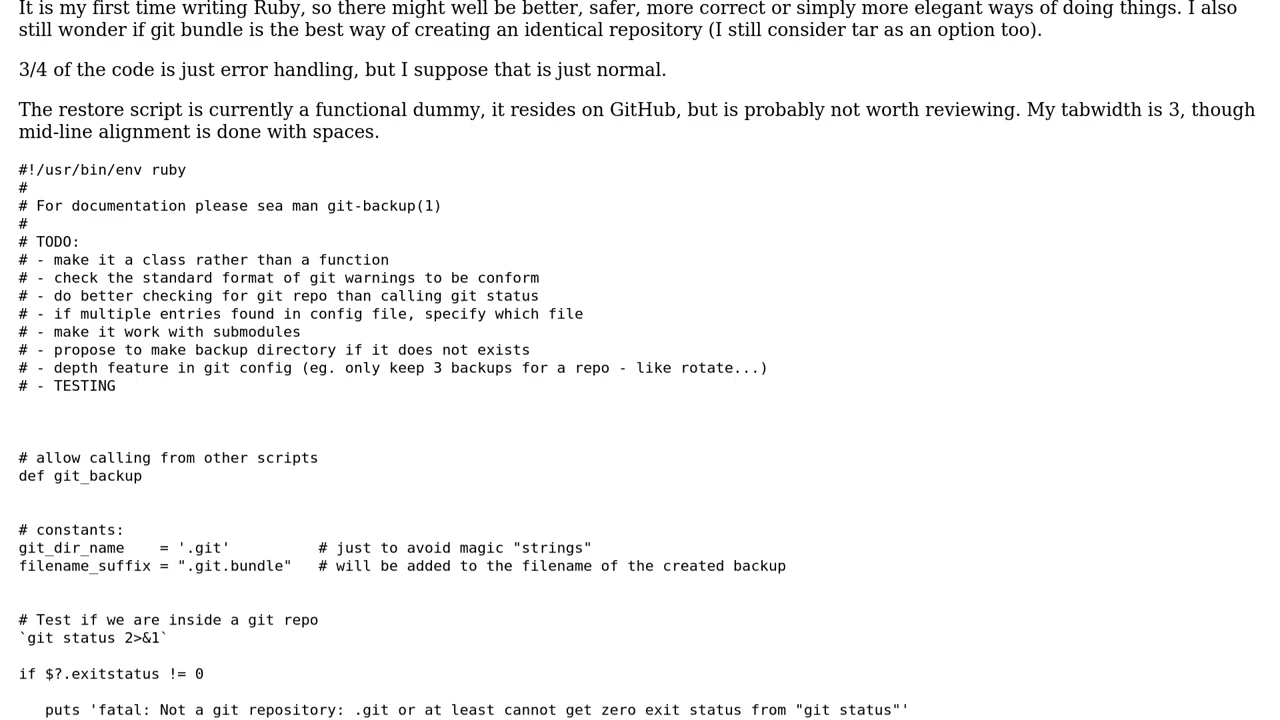 It is my first time writing Ruby, so there might well be better, safer, more correct or simply more elegant ways of doing things. I also
still wonder if git bundle is the best way of creating an identical repository (I still consider tar as an option too).
3/4 of the code is just error handling, but I suppose that is just normal.
The restore script is currently a functional dummy, it resides on GitHub, but is probably not worth reviewing. My tabwidth is 3, though
mid-line alignment is done with spaces.
#!/usr/bin/env ruby
#
# For documentation please sea man git-backup(1)
#
# TODO:
# - make it a class rather than a function
# - check the standard format of git warnings to be conform
# - do better checking for git repo than calling git status
# - if multiple entries found in config file, specify which file
# - make it work with submodules
# - propose to make backup directory if it does not exists
# - depth feature in git config (eg. only keep 3 backups for a repo - like rotate...)
# - TESTING
# allow calling from other scripts
def git_backup
# constants:
git_dir_name    = '.git'          # just to avoid magic "strings"
filename_suffix = ".git.bundle"   # will be added to the filename of the created backup
# Test if we are inside a git repo
`git status 2>&1`
if $?.exitstatus != 0
   puts 'fatal: Not a git repository: .git or at least cannot get zero exit status from "git status"'